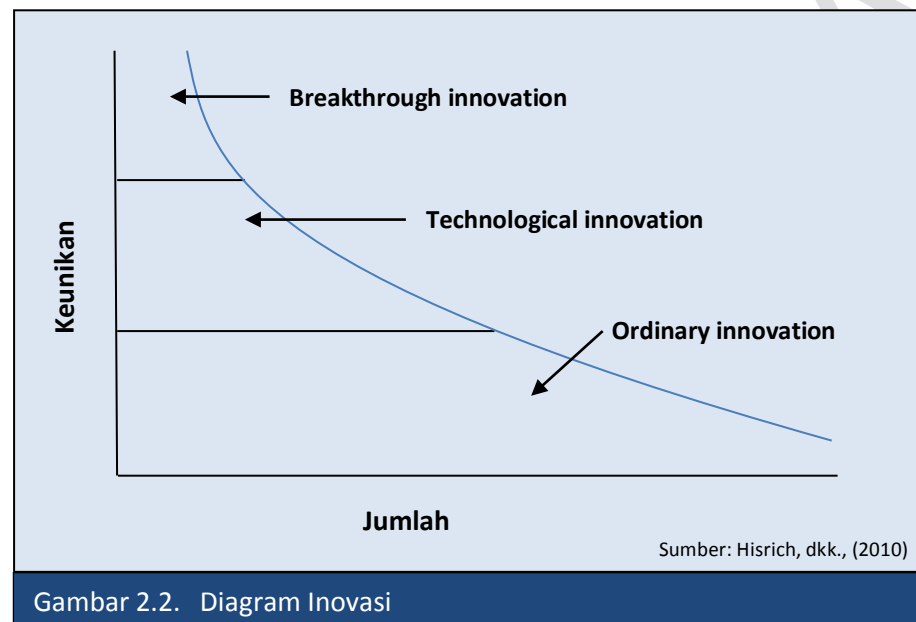 Breakthrough innovation
Technological innovation
Keunikan
Ordinary innovation
Jumlah
Sumber: Hisrich, dkk., (2010)
Gambar 2.2. Diagram Inovasi